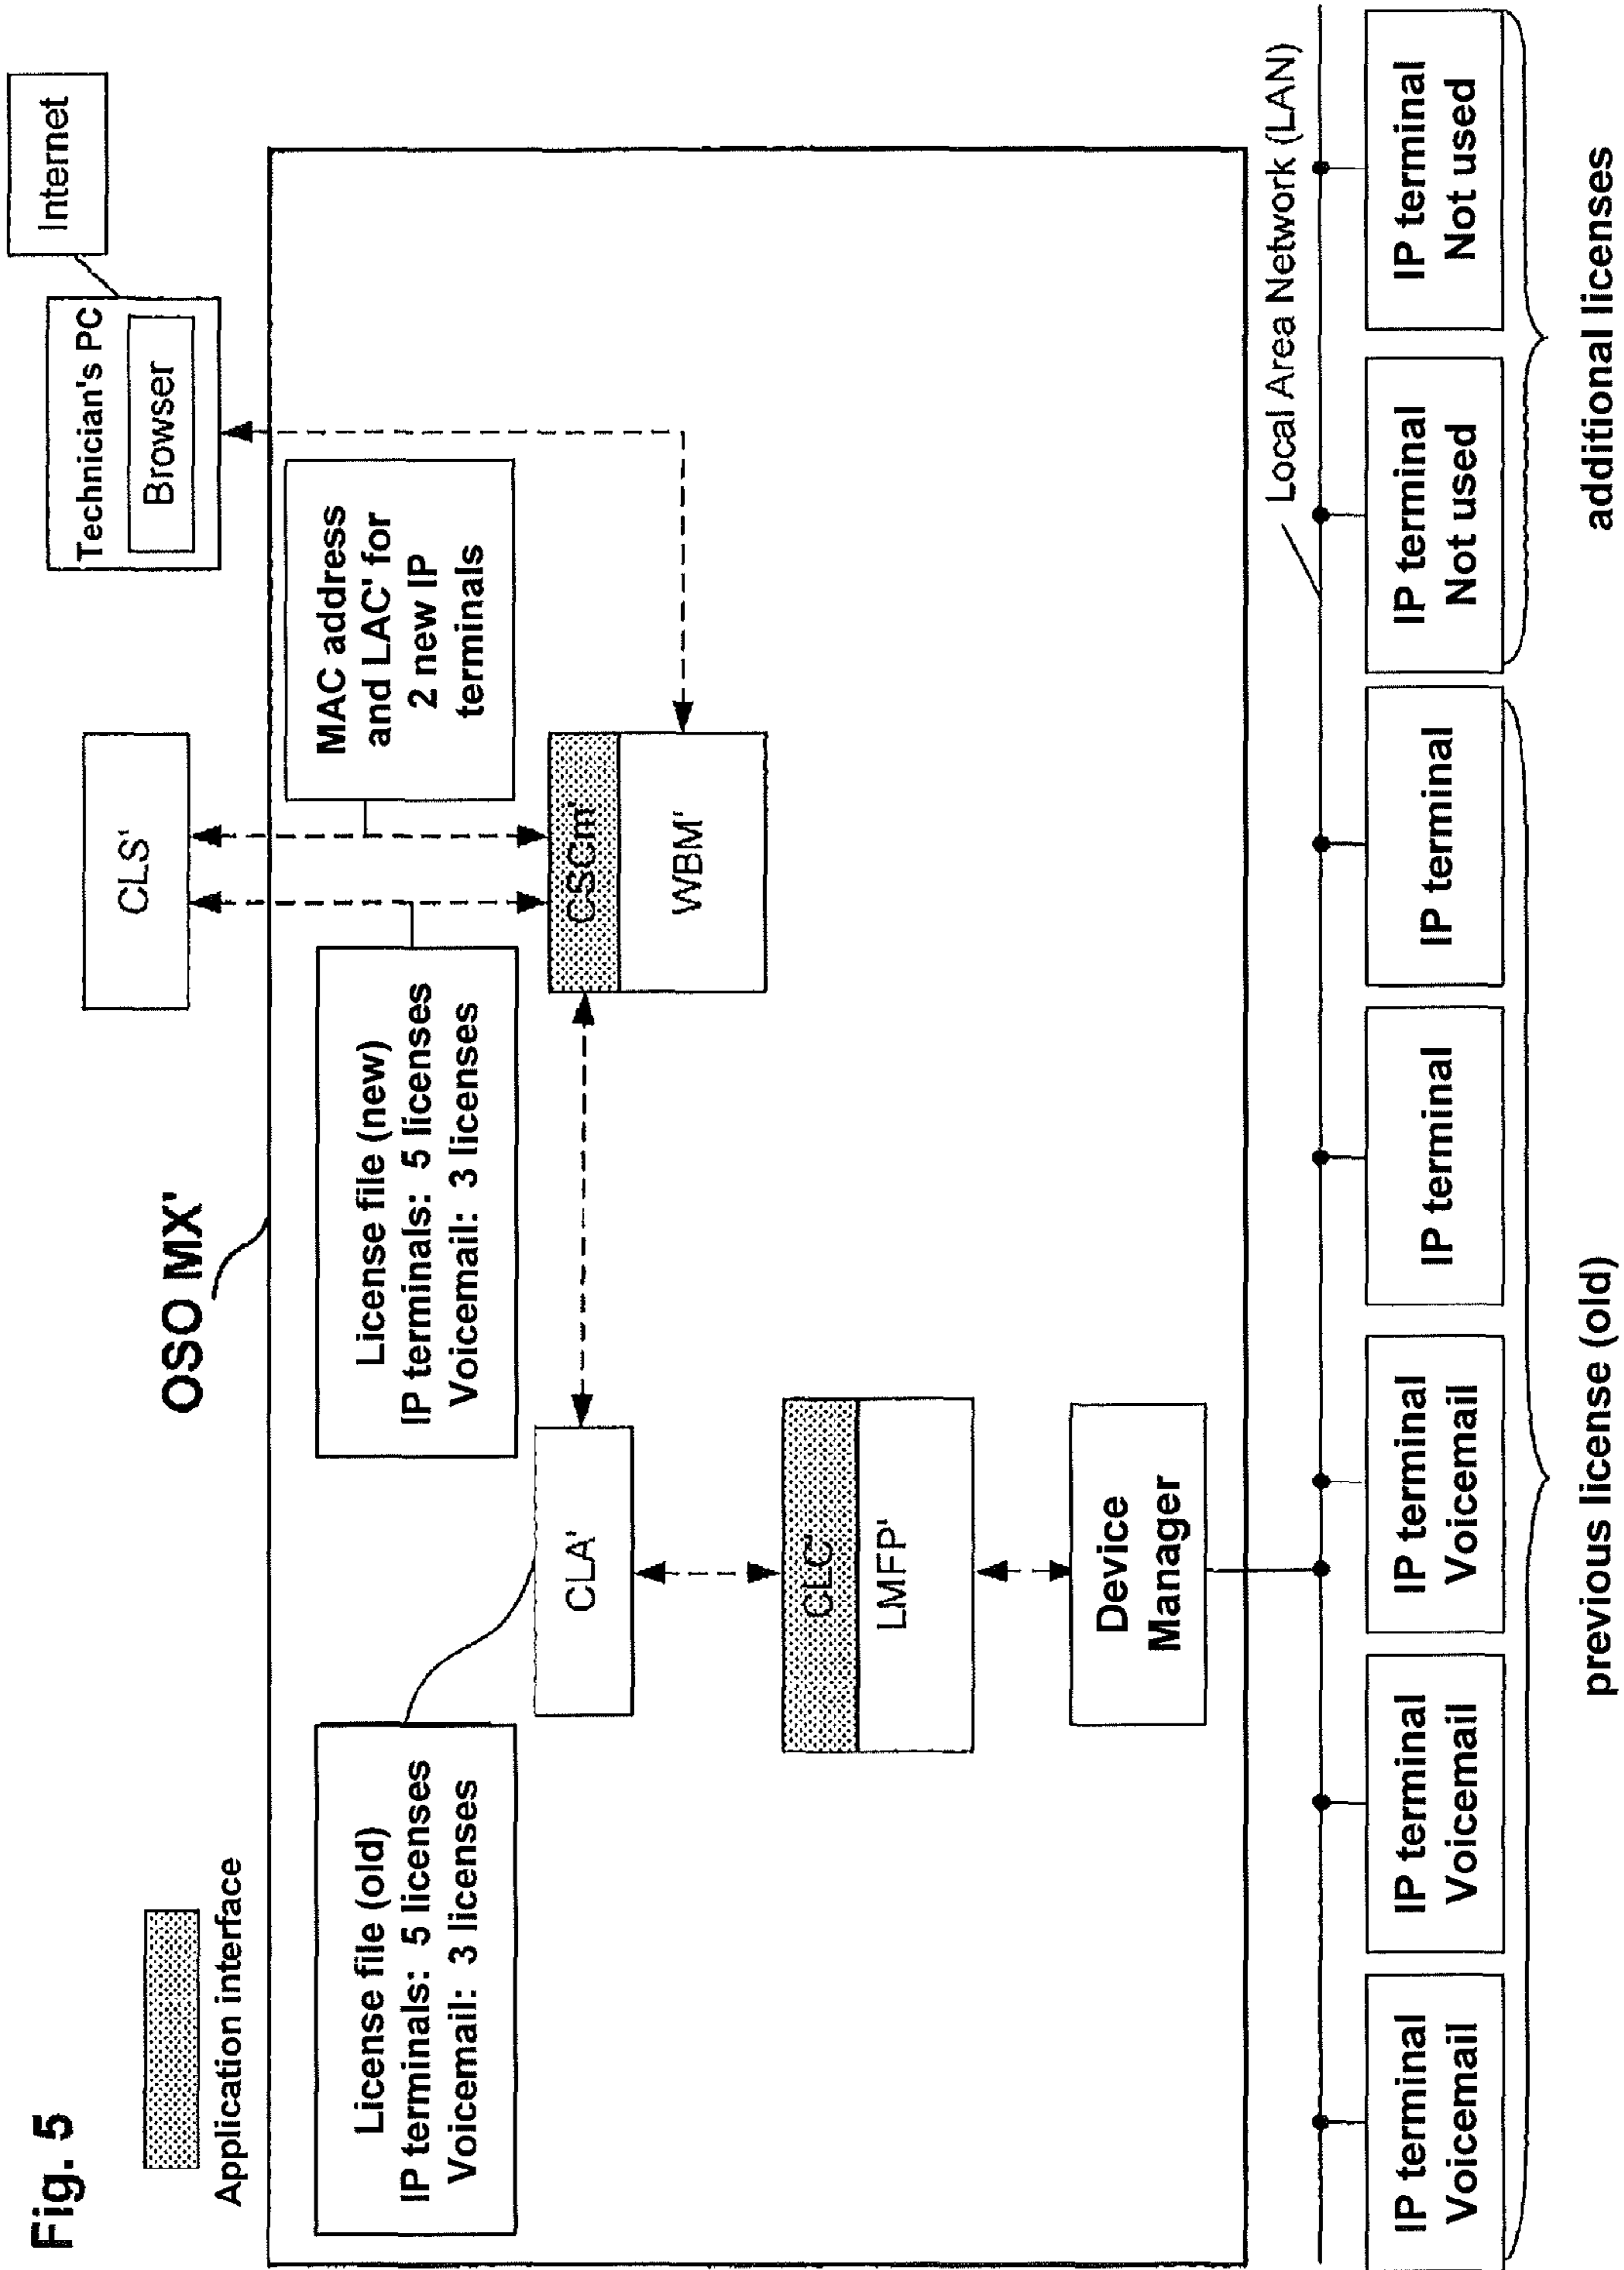 Fig. 5
Application interface
OSO MX'
CLS'
Internet
Technician's PC
Browser
License file (old)
IP terminals: 5 licenses
Voicemail: 3 licenses
License file (new)
IP terminals: 5 licenses
Voicemail: 3 licenses
MAC address
and LAC' for
2 new IP
terminals
CLA'
CSCm'
WBM'
CLC'
LMFP'
Device
Manager
Local Area Network (LAN)
IP terminal
Voicemail
IP terminal
Voicemail
IP terminal
Voicemail
IP terminal
IP terminal
IP terminal
Not used
IP terminal
Not used
previous license (old)
additional licenses